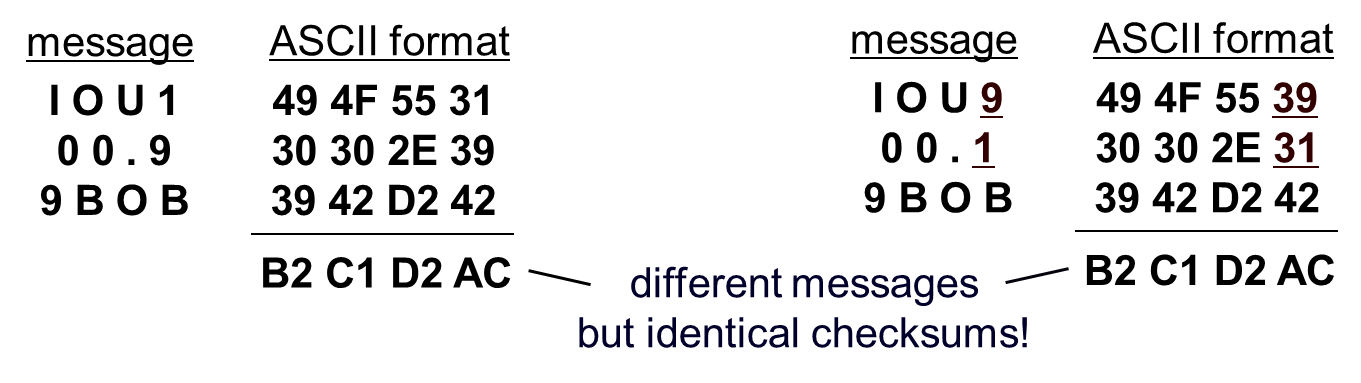 message ASCII format
I O U 1 49 4F 55 31
0 0 . 9 30 30 2E 39
9 B O B 39 42 D2 42
B2 C1 D2 AC
message ASCII format
I O U 9 49 4F 55 39
0 0 . 1 30 30 2E 31
9 B O B 39 42 D2 42
B2 C1 D2 AC
different messages
but identical checksums!